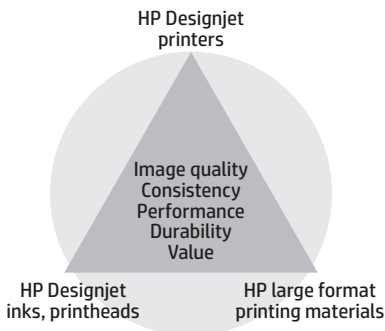 HP Designjet
printers
Image quality
Consistency
Performance
Durability
Value
HP Designjet
inks, printheads
HP large format
printing materials